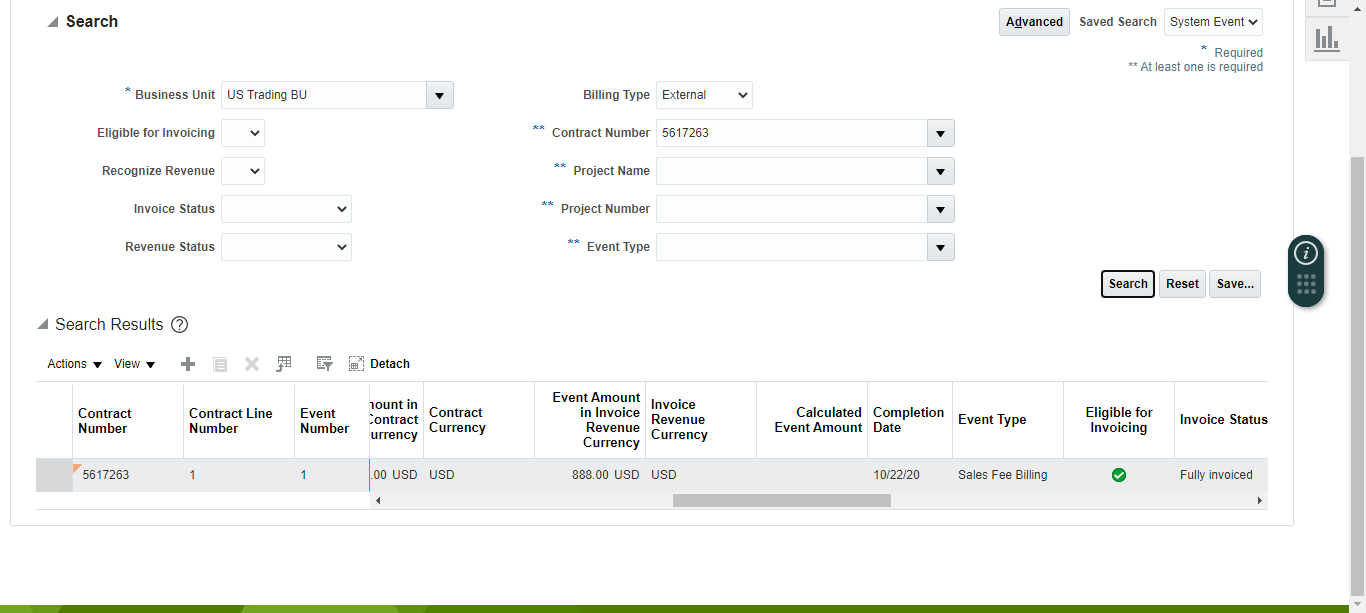 Search
Advanced Saved Search System Event
* Required
** At least one is required
* Business Unit US Trading BU Billing Type External
Eligible for Invoicing ** Contract Number 5617263
Recognize Revenue ** Project Name
Invoice Status ** Project Number
Revenue Status ** Event Type
Search Reset Save...
Search Results ?
Actions View Detach
Contract Number
Contract Line Number
Event Number
Contract
Contract Currency
Event Amount in Invoice Revenue Currency
Invoice Revenue Currency
Calculated Event Amount
Completion Date
Event Type
Eligible for Invoicing
Invoice Status
5617263 1 1 .00 USD USD 888.00 USD USD 10/22/20 Sales Fee Billing Fully invoiced